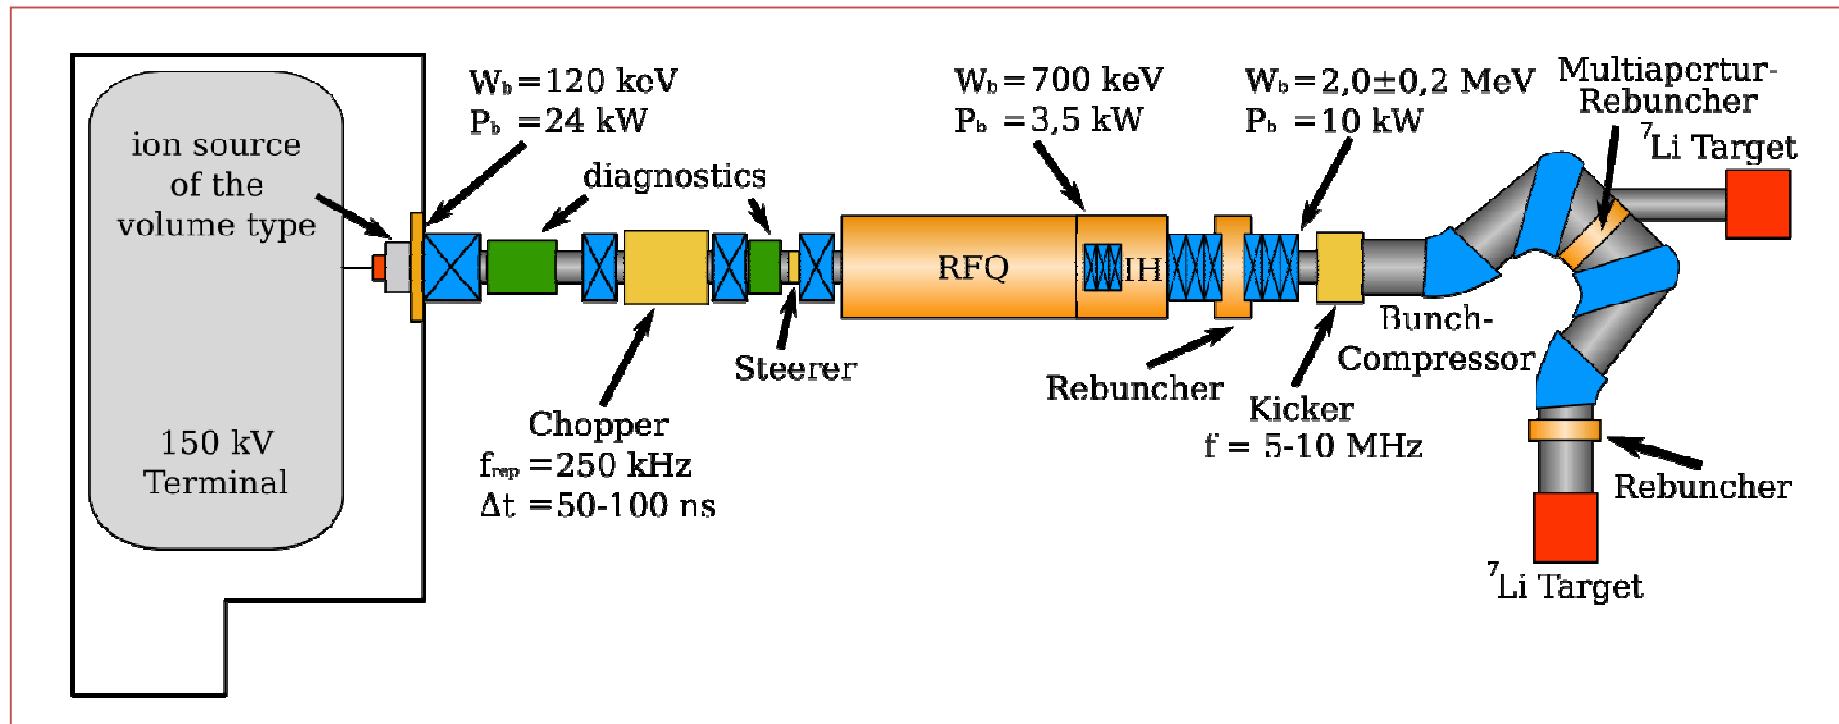 ion source
of the
volume type
150 kV
Terminal
Wb=120 keV
Pb =24 kW
diagnostics
Chopper
frep =250 kHz
Δt =50-100 ns
Steerer
RFQ
IH
Wb=700 keV
Pb =3,5 kW
Rebuncher
Wb=2,0±0,2 MeV
Pb =10 kW
Kicker
f = 5-10 MHz
Bunch-
Compressor
Multiapertur-
Rebuncher
7Li Target
Rebuncher
7Li Target